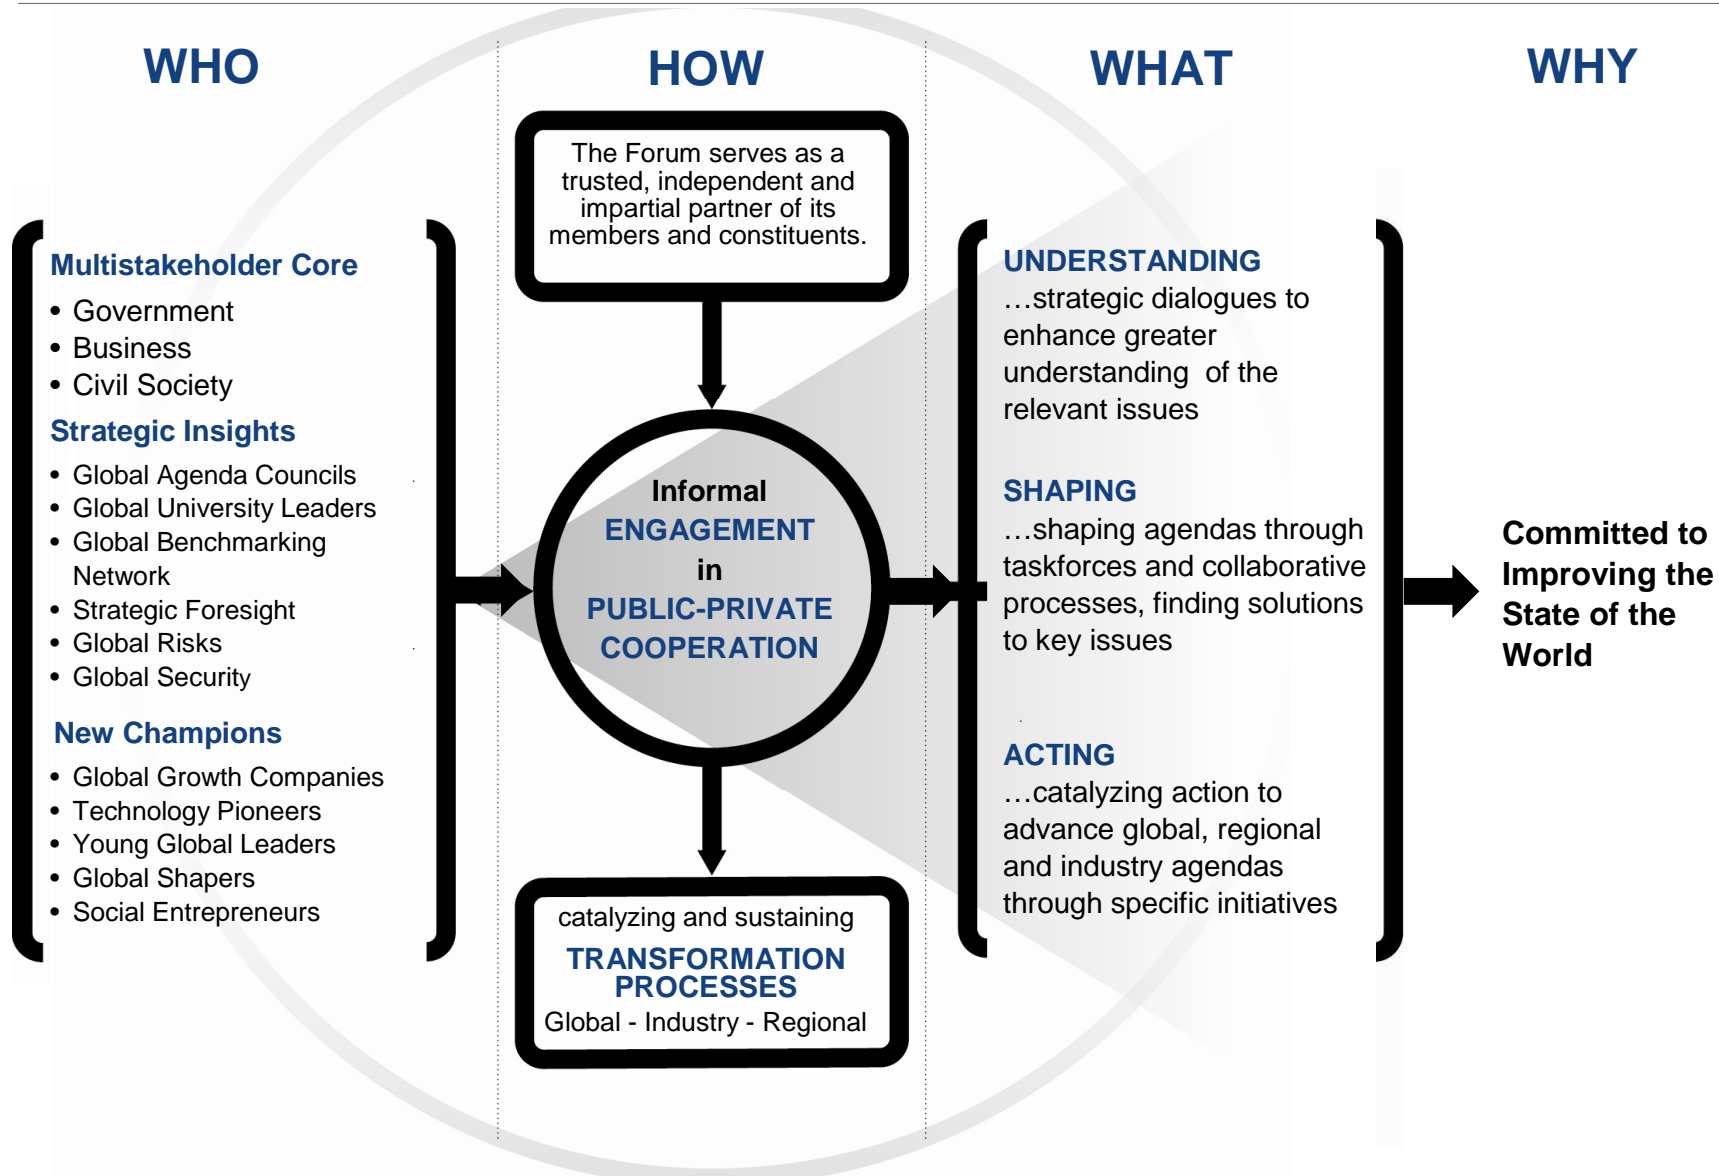 WHO
Multistakeholder Core
• Government
• Business
• Civil Society
Strategic Insights
• Global Agenda Councils
• Global University Leaders
• Global Benchmarking
Network
• Strategic Foresight
• Global Risks
• Global Security
New Champions
• Global Growth Companies
• Technology Pioneers
• Young Global Leaders
• Global Shapers
• Social Entrepreneurs
HOW
The Forum serves as a
trusted, independent and
impartial partner of its
members and constituents.
Informal
ENGAGEMENT
in
PUBLIC-PRIVATE
COOPERATION
catalyzing and sustaining
TRANSFORMATION
PROCESSES
Global - Industry - Regional
WHAT
UNDERSTANDING
…strategic dialogues to
enhance greater
understanding of the
relevant issues
SHAPING
…shaping agendas through
taskforces and collaborative
processes, finding solutions
to key issues
ACTING
…catalyzing action to
advance global, regional
and industry agendas
through specific initiatives
WHY
Committed to
Improving the
State of the
World